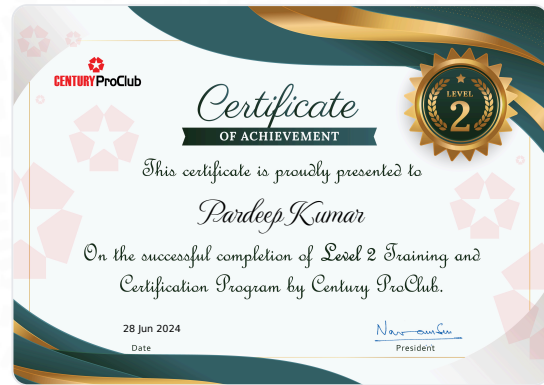 CENTURY ProClub
Certificate
OF ACHIEVEMENT
LEVEL
2
This certificate is proudly presented to
Pardeep Kumar
On the successful completion of Level 2 Training and
Certification Program by Century ProClub.
28 Jun 2024
Date
President